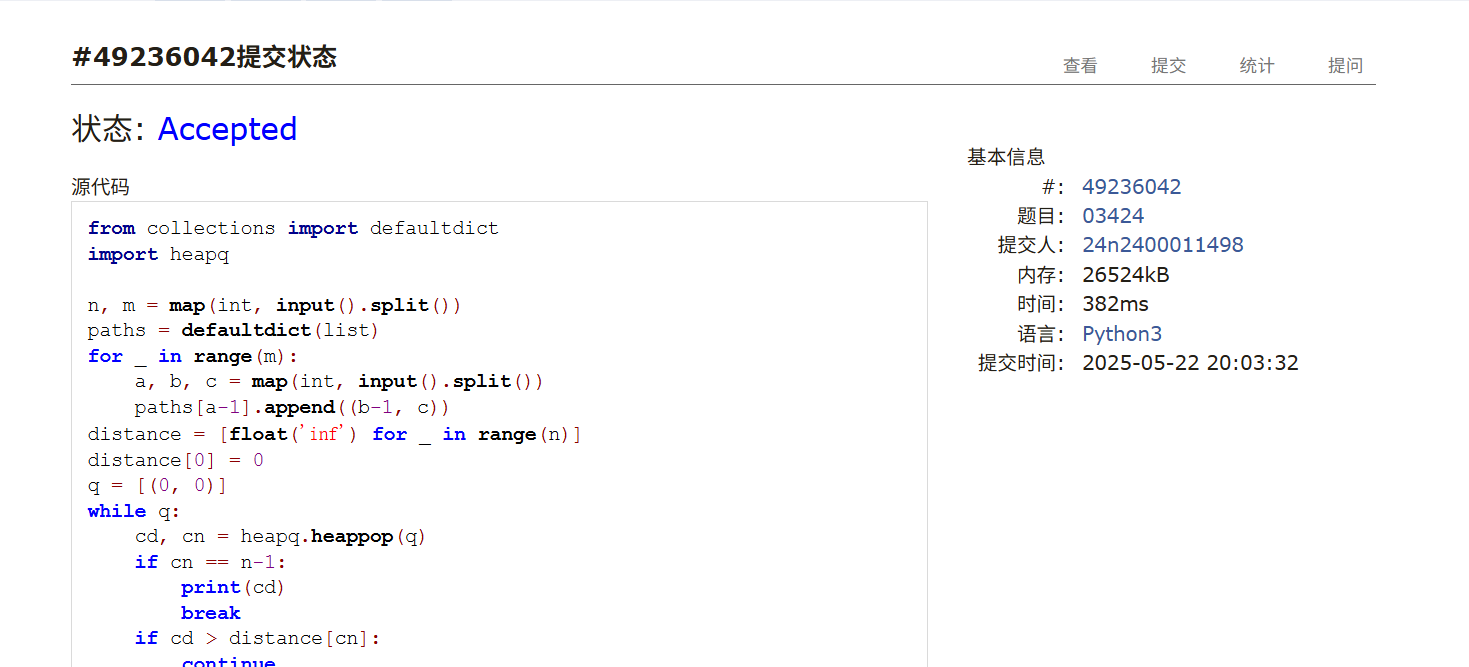 #49236042提交状态
查看 提交 统计 提问
状态: Accepted
源代码
from collections import defaultdict
import heapq
n, m = map(int, input().split())
paths = defaultdict(list)
for _ in range(m):
    a, b, c = map(int, input().split())
    paths[a-1].append((b-1, c))
distance = [float('inf') for _ in range(n)]
distance[0] = 0
q = [(0, 0)]
while q:
    cd, cn = heapq.heappop(q)
    if cn == n-1:
        print(cd)
        break
    if cd > distance[cn]:
        continue
基本信息
#: 49236042
题目: 03424
提交人: 24n2400011498
内存: 26524kB
时间: 382ms
语言: Python3
提交时间: 2025-05-22 20:03:32